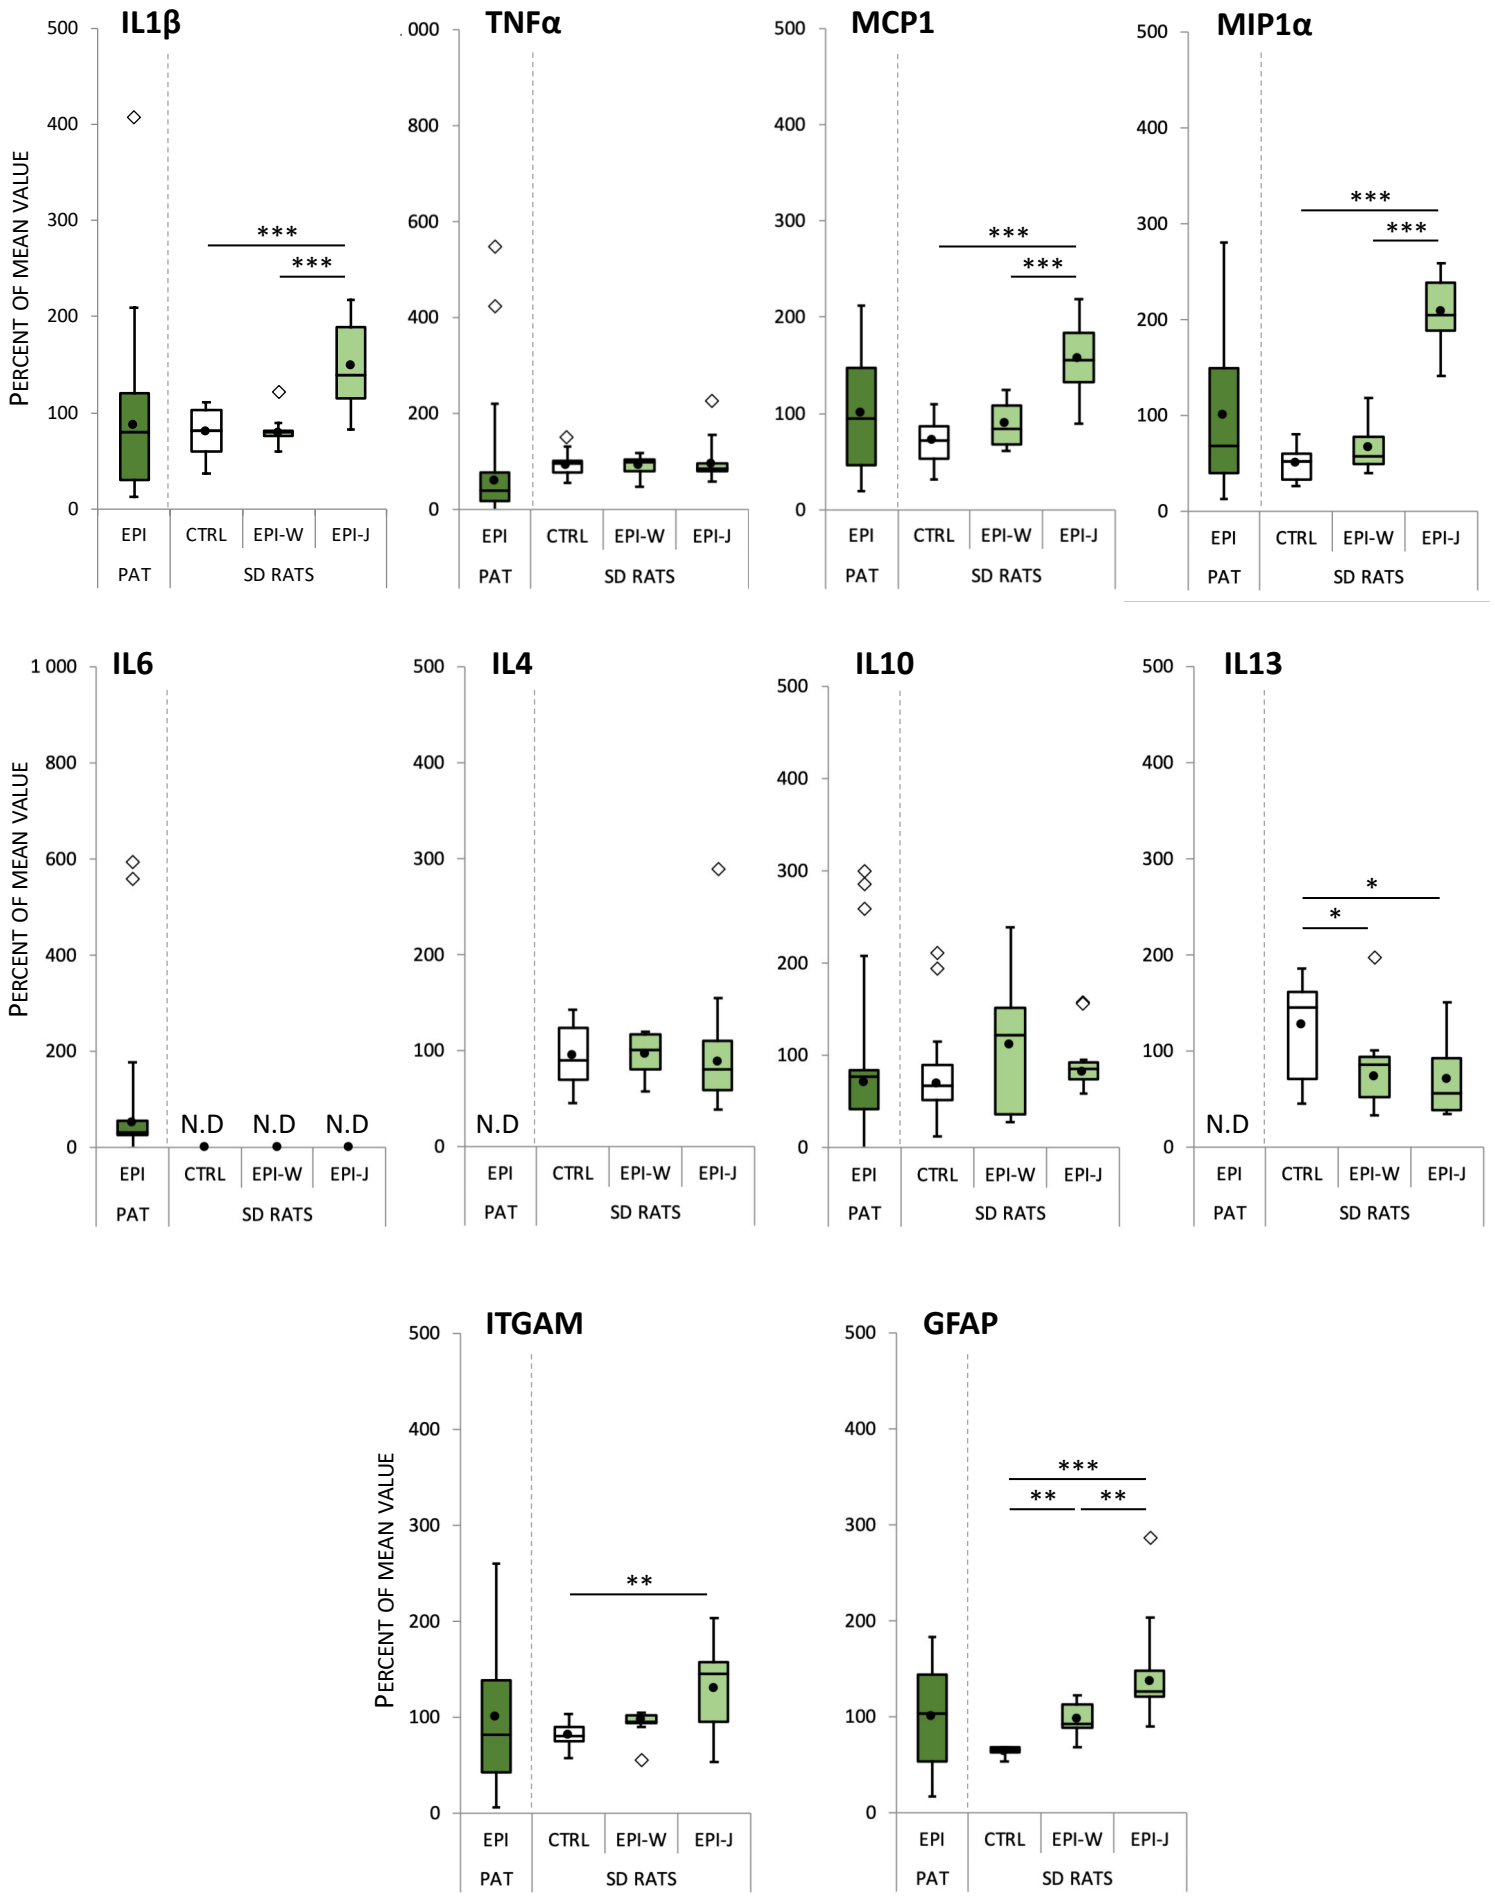 IL1β TNFα MCP1 MIP1α
500 . 000 500 500
400 800 400 400
300 600 300 300
200 400 200 200
100 200 100 100
0 0 0 0
PERCENT OF MEAN VALUE
*** *** *** *** *** ***
EPI CTRL EPI-W EPI-J EPI CTRL EPI-W EPI-J EPI CTRL EPI-W EPI-J EPI CTRL EPI-W EPI-J
PAT SD RATS PAT SD RATS PAT SD RATS PAT SD RATS
IL6 IL4 IL10 IL13
1 000 500 500 500
800 400 400 400
600 300 300 300
400 200 200 200
200 100 100 100
0 0 0 0
PERCENT OF MEAN VALUE
* *
N.D N.D N.D N.D N.D
EPI CTRL EPI-W EPI-J EPI CTRL EPI-W EPI-J EPI CTRL EPI-W EPI-J EPI CTRL EPI-W EPI-J
PAT SD RATS PAT SD RATS PAT SD RATS PAT SD RATS
ITGAM GFAP
500 500
400 400
300 300
200 200
100 100
0 0
PERCENT OF MEAN VALUE
** *** ** **
EPI CTRL EPI-W EPI-J EPI CTRL EPI-W EPI-J
PAT SD RATS PAT SD RATS